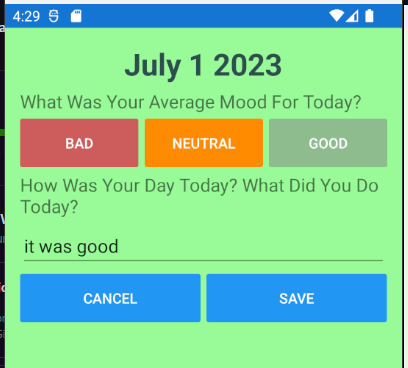 4:29
July 1 2023
What Was Your Average Mood For Today?
BAD NEUTRAL GOOD
How Was Your Day Today? What Did You Do
Today?
it was good
CANCEL SAVE